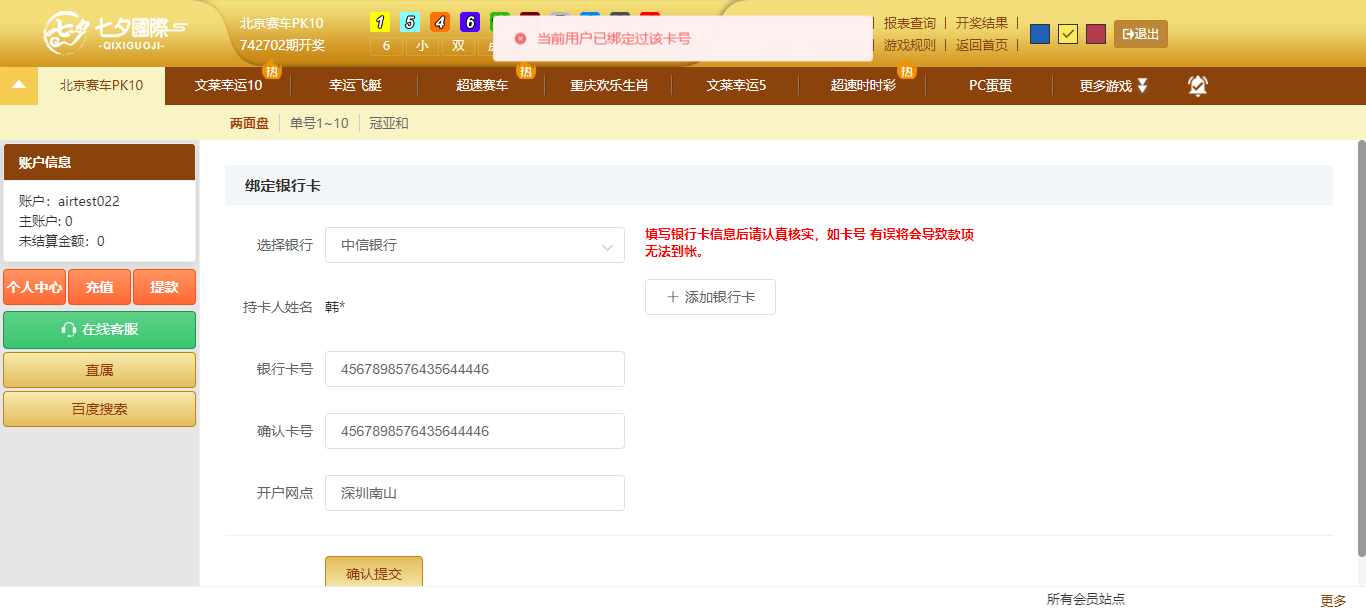 七夕國際
-QIXIGUOJI-
北京赛车PK10
742702期开奖
1 5 4 6
6 小 双
当前用户已绑定过该卡号
报表查询 | 开奖结果 |
游戏规则 | 返回首页 |
退出
北京赛车PK10 文莱幸运10 热 幸运飞艇 超速赛车 热 重庆欢乐生肖 文莱幸运5 超速时时彩 热 PC蛋蛋 更多游戏
两面盘 单号1~10 冠亚和
账户信息
账户：airtest022
主账户: 0
未结算金额：0
个人中心 充值 提款
在线客服
直属
百度搜索
绑定银行卡
选择银行 中信银行
填写银行卡信息后请认真核实，如卡号 有误将会导致款项
无法到帐。
持卡人姓名 韩*
＋ 添加银行卡
银行卡号 4567898576435644446
确认卡号 4567898576435644446
开户网点 深圳南山
确认提交
所有会员站点
更多